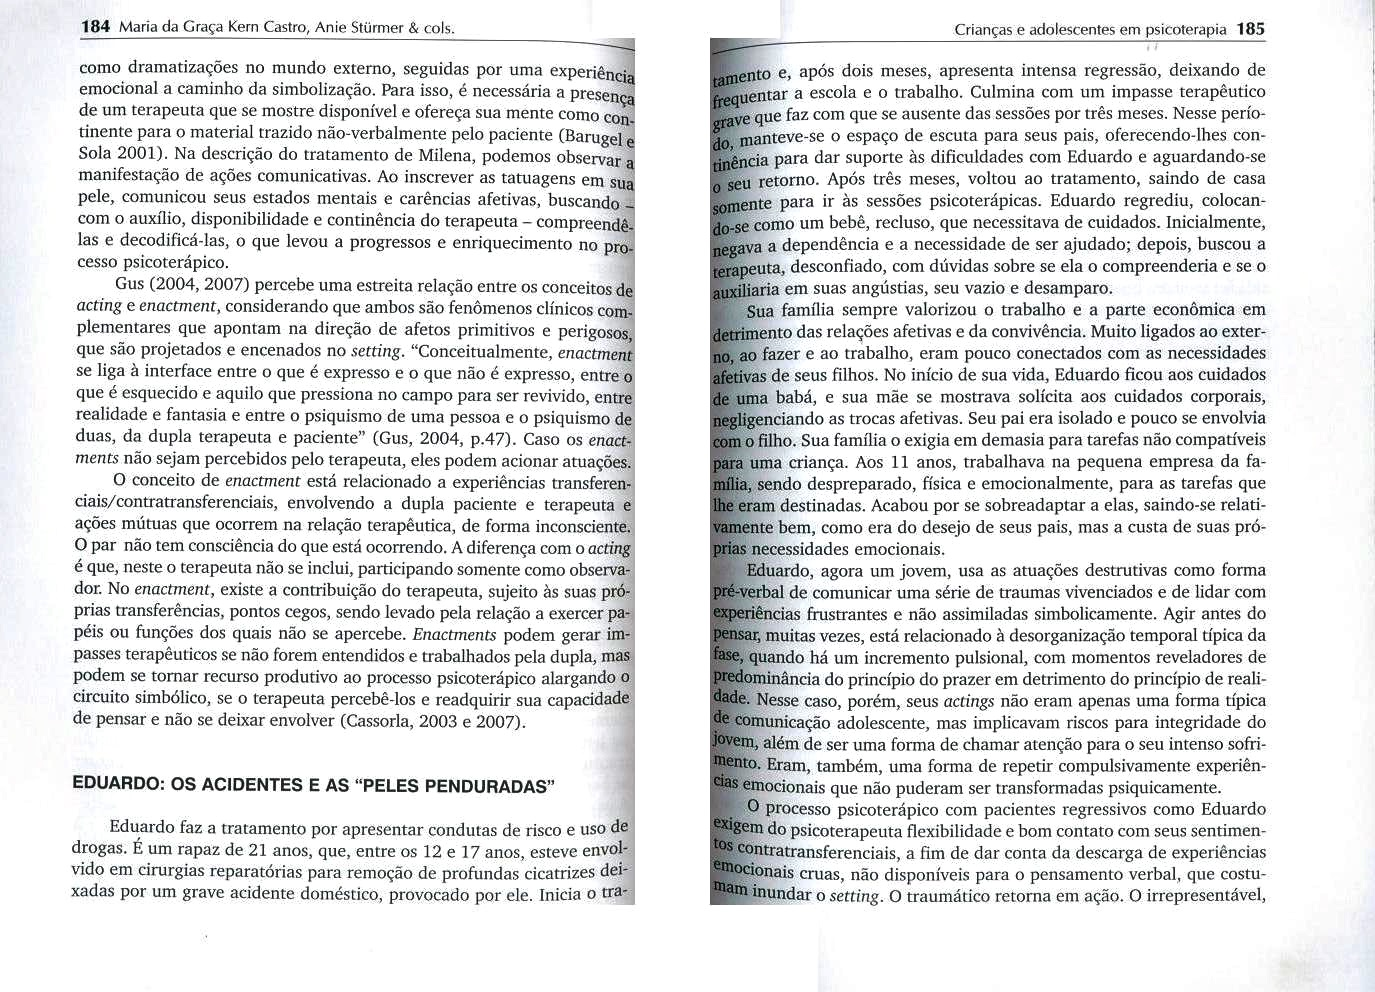 184 Maria da Graça Kern Castro, Anie Stürmer & cols.
como dramatizações no mundo externo, seguidas por uma experiência
emocional a caminho da simbolização. Para isso, é necessária a presença
de um terapeuta que se mostre disponível e ofereça sua mente como con-
tinente para o material trazido não-verbalmente pelo paciente (Barugel e
Sola 2001). Na descrição do tratamento de Milena, podemos observar a
manifestação de ações comunicativas. Ao inscrever as tatuagens em sua
pele, comunicou seus estados mentais e carências afetivas, buscando –
com o auxílio, disponibilidade e continência do terapeuta – compreendê-
las e decodificá-las, o que levou a progressos e enriquecimento no pro-
cesso psicoterápico.
Gus (2004, 2007) percebe uma estreita relação entre os conceitos de
acting e enactment, considerando que ambos são fenômenos clínicos com-
plementares que apontam na direção de afetos primitivos e perigosos,
que são projetados e encenados no setting. “Conceitualmente, enactment
se liga à interface entre o que é expresso e o que não é expresso, entre o
que é esquecido e aquilo que pressiona no campo para ser revivido, entre
realidade e fantasia e entre o psiquismo de uma pessoa e o psiquismo de
duas, da dupla terapeuta e paciente” (Gus, 2004, p.47). Caso os enact-
ments não sejam percebidos pelo terapeuta, eles podem acionar atuações.
O conceito de enactment está relacionado a experiências transferen-
ciais/contratransferenciais, envolvendo a dupla paciente e terapeuta e
ações mútuas que ocorrem na relação terapêutica, de forma inconsciente.
O par não tem consciência do que está ocorrendo. A diferença com o acting
é que, neste o terapeuta não se inclui, participando somente como observa-
dor. No enactment, existe a contribuição do terapeuta, sujeito às suas pró-
prias transferências, pontos cegos, sendo levado pela relação a exercer pa-
péis ou funções dos quais não se apercebe. Enactments podem gerar im-
passes terapêuticos se não forem entendidos e trabalhados pela dupla, mas
podem se tornar recurso produtivo ao processo psicoterápico alargando o
circuito simbólico, se o terapeuta percebê-los e readquirir sua capacidade
de pensar e não se deixar envolver (Cassorla, 2003 e 2007).
EDUARDO: OS ACIDENTES E AS “PELES PENDURADAS”
Eduardo faz a tratamento por apresentar condutas de risco e uso de
drogas. É um rapaz de 21 anos, que, entre os 12 e 17 anos, esteve envol-
vido em cirurgias reparatórias para remoção de profundas cicatrizes dei-
xadas por um grave acidente doméstico, provocado por ele. Inicia o tra-
Crianças e adolescentes em psicoterapia 185
tamento e, após dois meses, apresenta intensa regressão, deixando de
frequentar a escola e o trabalho. Culmina com um impasse terapêutico
grave que faz com que se ausente das sessões por três meses. Nesse perío-
do, manteve-se o espaço de escuta para seus pais, oferecendo-lhes con-
tinência para dar suporte às dificuldades com Eduardo e aguardando-se
o seu retorno. Após três meses, voltou ao tratamento, saindo de casa
somente para ir às sessões psicoterápicas. Eduardo regrediu, colocan-
do-se como um bebê, recluso, que necessitava de cuidados. Inicialmente,
negava a dependência e a necessidade de ser ajudado; depois, buscou a
terapeuta, desconfiado, com dúvidas sobre se ela o compreenderia e se o
auxiliaria em suas angústias, seu vazio e desamparo.
Sua família sempre valorizou o trabalho e a parte econômica em
detrimento das relações afetivas e da convivência. Muito ligados ao exter-
no, ao fazer e ao trabalho, eram pouco conectados com as necessidades
afetivas de seus filhos. No início de sua vida, Eduardo ficou aos cuidados
de uma babá, e sua mãe se mostrava solícita aos cuidados corporais,
negligenciando as trocas afetivas. Seu pai era isolado e pouco se envolvia
com o filho. Sua família o exigia em demasia para tarefas não compatíveis
para uma criança. Aos 11 anos, trabalhava na pequena empresa da fa-
mília, sendo despreparado, física e emocionalmente, para as tarefas que
lhe eram destinadas. Acabou por se sobreadaptar a elas, saindo-se relati-
vamente bem, como era do desejo de seus pais, mas a custa de suas pró-
prias necessidades emocionais.
Eduardo, agora um jovem, usa as atuações destrutivas como forma
pré-verbal de comunicar uma série de traumas vivenciados e de lidar com
experiências frustrantes e não assimiladas simbolicamente. Agir antes do
pensar, muitas vezes, está relacionado à desorganização temporal típica da
fase, quando há um incremento pulsional, com momentos reveladores de
predominância do princípio do prazer em detrimento do princípio de reali-
dade. Nesse caso, porém, seus actings não eram apenas uma forma típica
de comunicação adolescente, mas implicavam riscos para integridade do
jovem, além de ser uma forma de chamar atenção para o seu intenso sofri-
mento. Eram, também, uma forma de repetir compulsivamente experiên-
cias emocionais que não puderam ser transformadas psiquicamente.
O processo psicoterápico com pacientes regressivos como Eduardo
exigem do psicoterapeuta flexibilidade e bom contato com seus sentimen-
tos contratransferenciais, a fim de dar conta da descarga de experiências
emocionais cruas, não disponíveis para o pensamento verbal, que costu-
mam inundar o setting. O traumático retorna em ação. O irrepresentável,